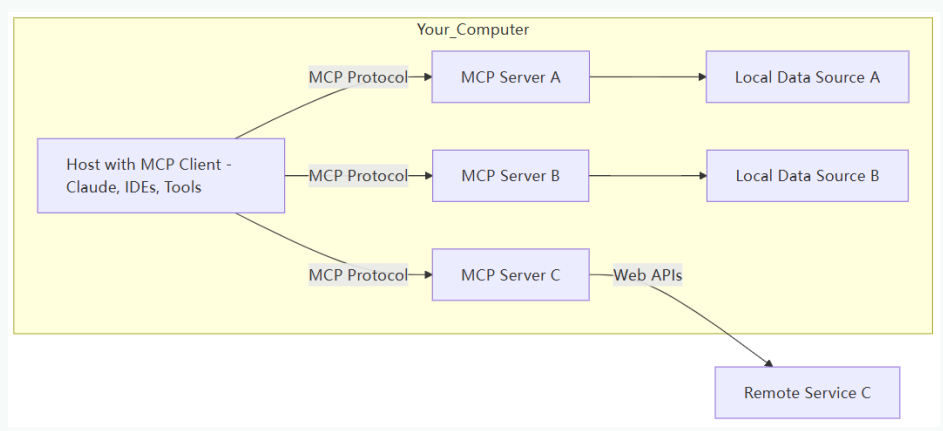 Your_Computer
MCP Protocol
MCP Server A
Local Data Source A
Host with MCP Client -
Claude, IDEs, Tools
MCP Protocol
MCP Server B
Local Data Source B
MCP Protocol
MCP Server C
Web APIs
Remote Service C